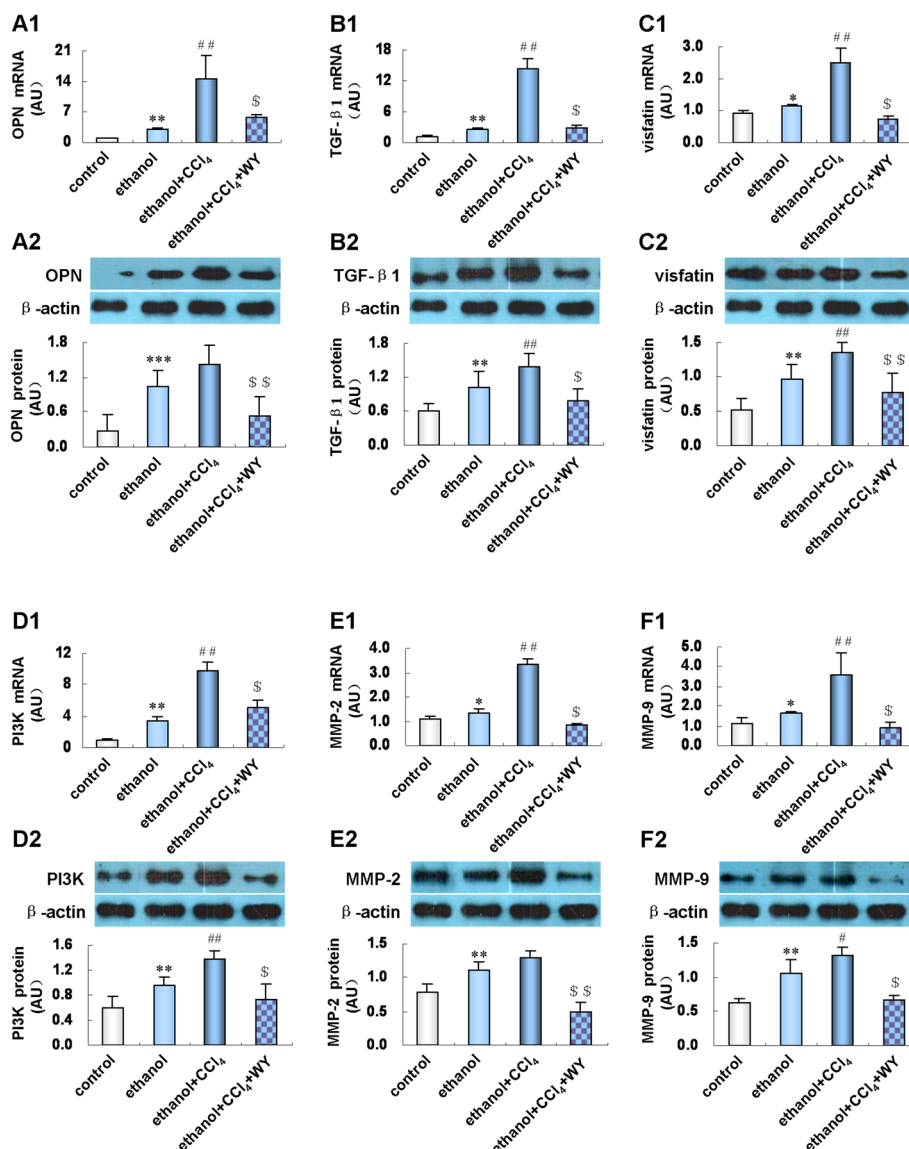 A1
OPN mRNA
(AU)
21
14
7
0
**
##
$
control
ethanol
ethanol+CCl₄
ethanol+CCl₄+WY
B1
TGF-β1 mRNA
(AU)
18
12
6
0
**
##
$
control
ethanol
ethanol+CCl₄
ethanol+CCl₄+WY
C1
visfatin mRNA
(AU)
3.0
2.0
1.0
0.0
*
##
$
control
ethanol
ethanol+CCl₄
ethanol+CCl₄+WY
A2
OPN
β-actin
OPN protein
(AU)
1.8
1.2
0.6
0.0
***
$ $
control
ethanol
ethanol+CCl₄
ethanol+CCl₄+WY
B2
TGF-β1
β-actin
TGF-β1 protein
(AU)
1.8
1.2
0.6
0.0
**
##
$
control
ethanol
ethanol+CCl₄
ethanol+CCl₄+WY
C2
visfatin
β-actin
visfatin protein
(AU)
1.5
1.0
0.5
0.0
**
##
$ $
control
ethanol
ethanol+CCl₄
ethanol+CCl₄+WY
D1
PI3K mRNA
(AU)
12
8
4
0
**
##
$
control
ethanol
ethanol+CCl₄
ethanol+CCl₄+WY
E1
MMP-2 mRNA
(AU)
4.0
3.0
2.0
1.0
0.0
*
##
$
control
ethanol
ethanol+CCl₄
ethanol+CCl₄+WY
F1
MMP-9 mRNA
(AU)
5.0
4.0
3.0
2.0
1.0
0.0
*
##
$
control
ethanol
ethanol+CCl₄
ethanol+CCl₄+WY
D2
PI3K
β-actin
PI3K protein
(AU)
1.6
1.2
0.8
0.4
0.0
**
##
$
control
ethanol
ethanol+CCl₄
ethanol+CCl₄+WY
E2
MMP-2
β-actin
MMP-2 protein
(AU)
1.5
1.0
0.5
0.0
**
$ $
control
ethanol
ethanol+CCl₄
ethanol+CCl₄+WY
F2
MMP-9
β-actin
MMP-9 protein
(AU)
1.5
1.0
0.5
0.0
**
#
$
control
ethanol
ethanol+CCl₄
ethanol+CCl₄+WY